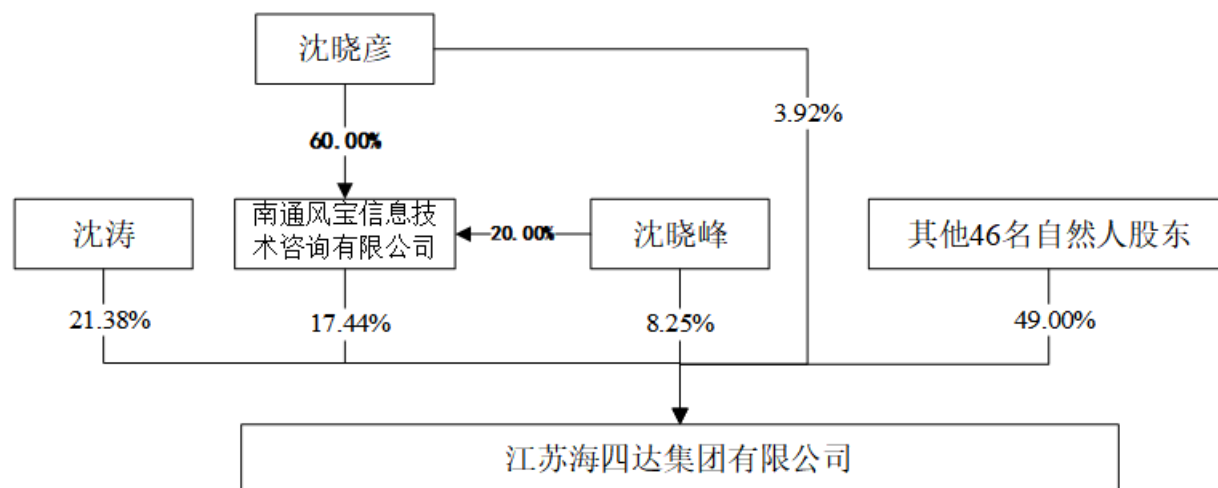 沈晓彦
3.92%
60.00%
沈涛
南通风宝信息技
术咨询有限公司
20.00%
沈晓峰
其他46名自然人股东
21.38%
17.44%
8.25%
49.00%
江苏海四达集团有限公司